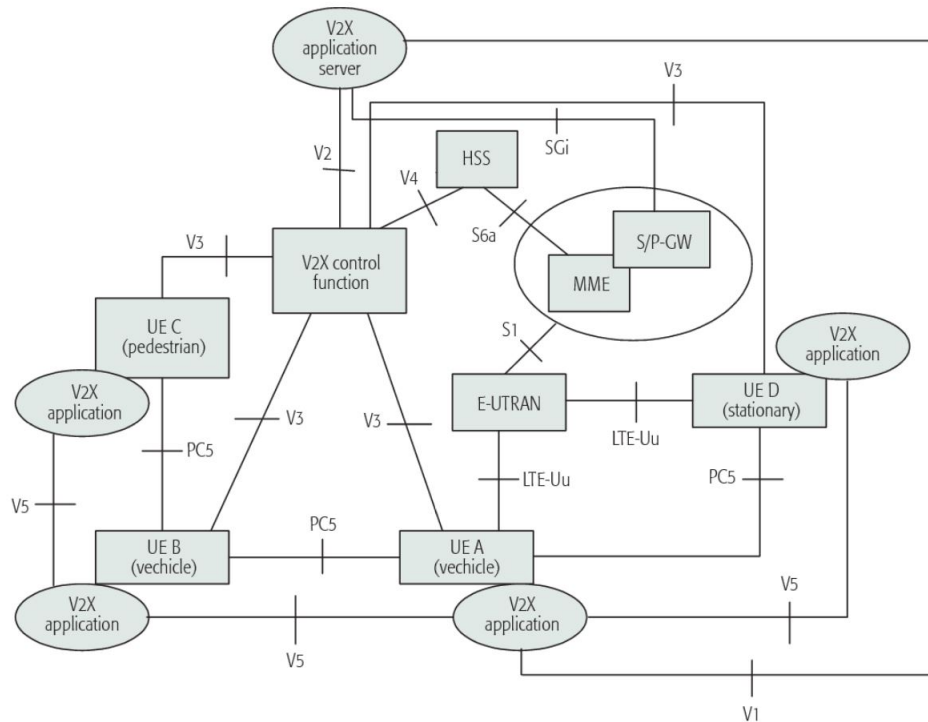 V2X
application
server
V3
SGi
HSS
V2
V4
S6a
S/P-GW
MME
V3
V2X control
function
UE C
(pedestrian)
S1
V2X
application
V2X
application
E-UTRAN
UE D
(stationary)
LTE-Uu
V3
V3
PC5
LTE-Uu
PC5
V5
PC5
UE B
(vechicle)
UE A
(vechicle)
V2X
application
V2X
application
V5
V5
V1